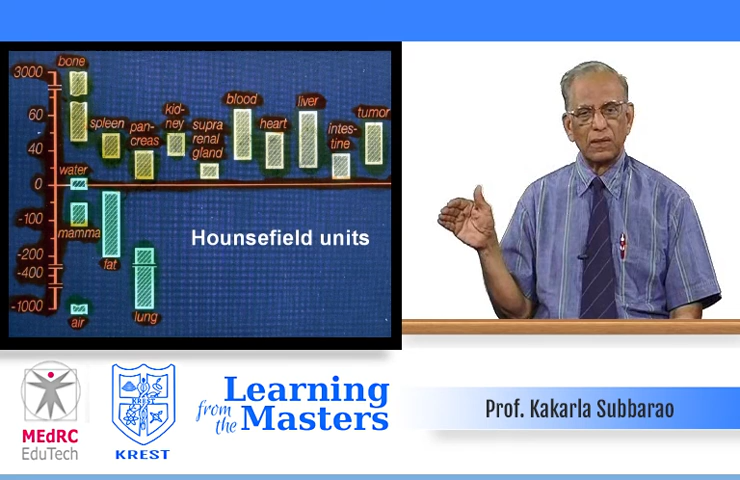 bone
3000
60
40
0
-100
-200
-400
-1000
spleen
pan-
creas
kid-
ney
supra
renal
gland
blood
heart
liver
intes-
tine
tumor
water
mamma
fat
lung
air
Hounsefield units
MEdRC
EduTech
KREST
KREST
Learning
from
the
Masters
Prof. Kakarla Subbarao